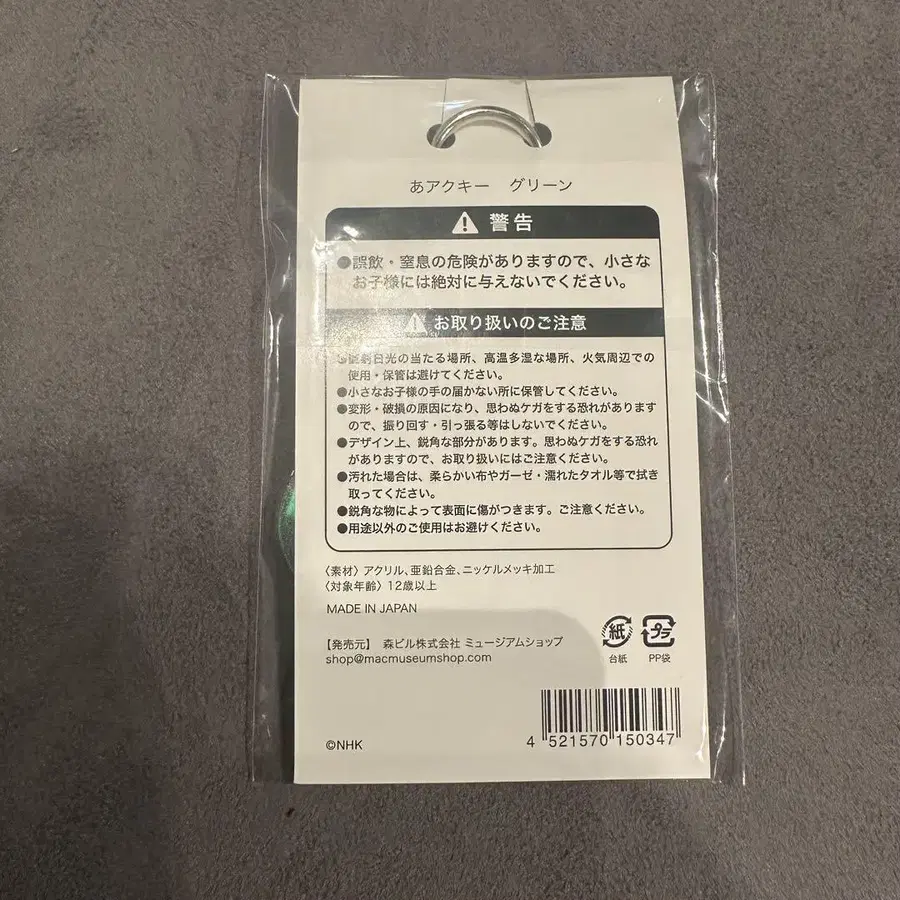 あアクキー　グリーン
警告
●誤飲・窒息の危険がありますので、小さな
お子様には絶対に与えないでください。
お取り扱いのご注意
●直射日光の当たる場所、高温多湿な場所、火気周辺での
使用・保管は避けてください。
●小さなお子様の手の届かない所に保管してください。
●変形・破損の原因になり、思わぬケガをする恐れがあります
ので、振り回す・引っ張る等はしないでください。
●デザイン上、鋭角な部分があります。思わぬケガをする恐れ
がありますので、お取り扱いにはご注意ください。
●汚れた場合は、柔らかい布やガーゼ・濡れたタオル等で拭き
取ってください。
●鋭角な物によって表面に傷がつきます。ご注意ください。
●用途以外のご使用はお避けください。
〈素材〉アクリル、亜鉛合金、ニッケルメッキ加工
〈対象年齢〉12歳以上
MADE IN JAPAN
【発売元】 森ビル株式会社 ミュージアムショップ
shop@macmuseumshop.com
紙 プラ
台紙 PP袋
©NHK
4 521570 150347